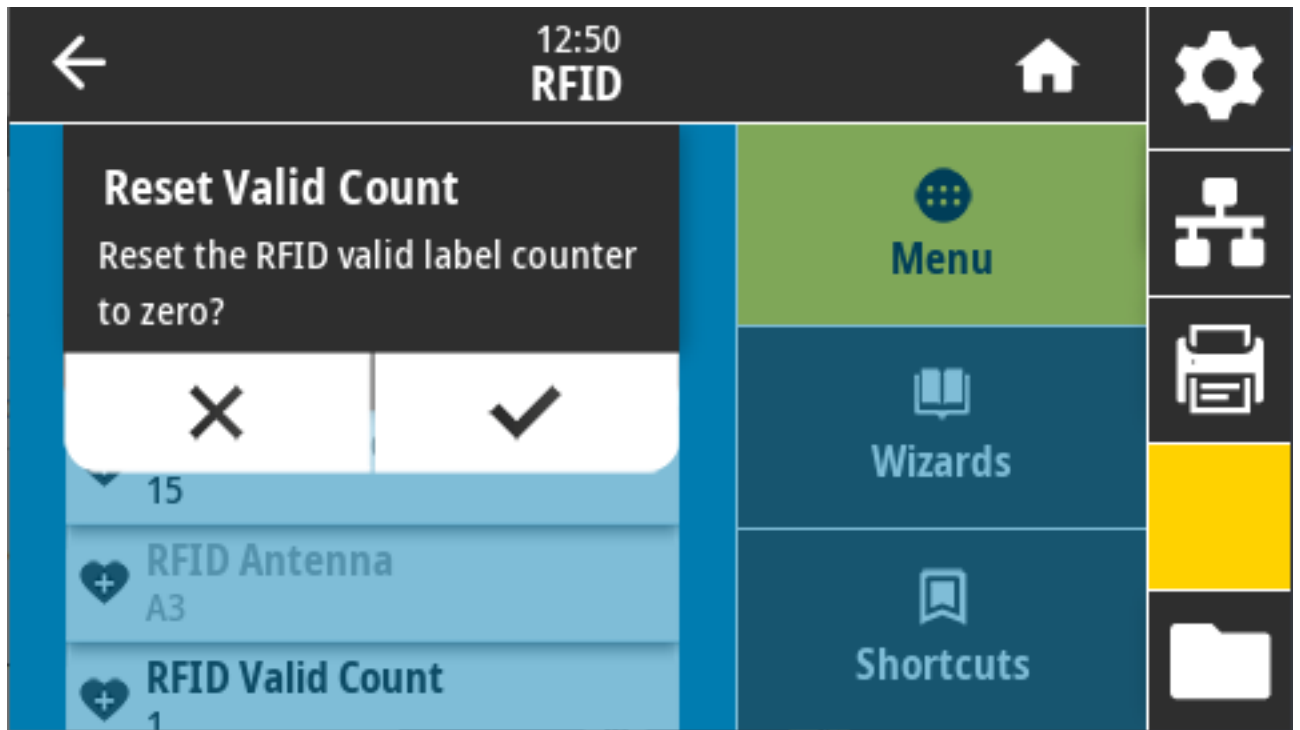 12:50
RFID
Reset Valid Count
Reset the RFID valid label counter
to zero?
Menu
Wizards
Shortcuts
15
RFID Antenna
A3
RFID Valid Count
1